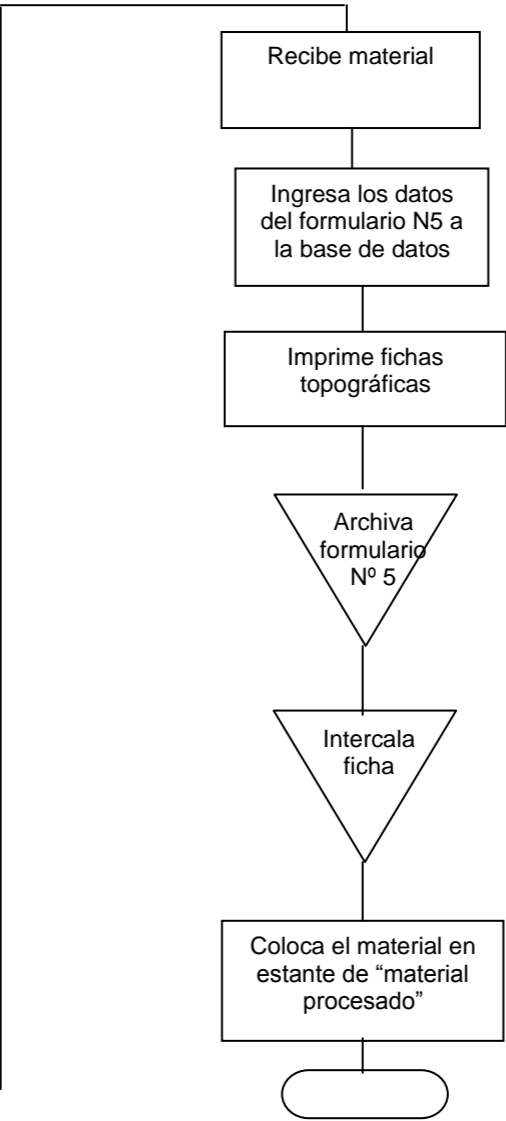 Recibe material
Ingresa los datos
del formulario N5 a
la base de datos
Imprime fichas
topográficas
Archiva
formulario
Nº 5
Intercala
ficha
Coloca el material en
estante de “material
procesado”